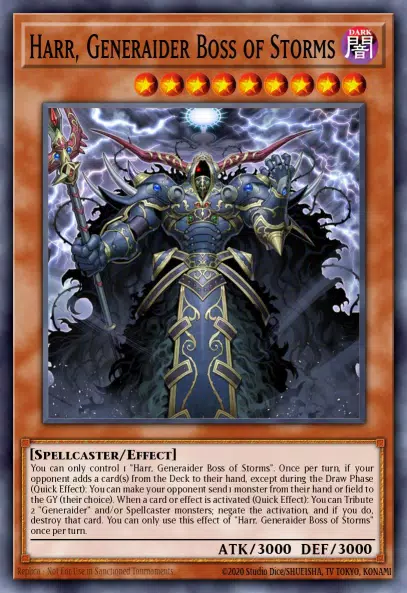 Harr, Generaider Boss of Storms
DARK
闇
[Spellcaster/Effect]
You can only control 1 "Harr, Generaider Boss of Storms". Once per turn, if your
opponent adds a card(s) from the Deck to their hand, except during the Draw Phase
(Quick Effect): You can make your opponent send 1 monster from their hand or field to
the GY (their choice). When a card or effect is activated (Quick Effect): You can Tribute
2 "Generaider" and/or Spellcaster monsters; negate the activation, and if you do,
destroy that card. You can only use this effect of "Harr, Generaider Boss of Storms"
once per turn.
ATK/3000 DEF/3000
Replica - Not For Use in Sanctioned Tournaments. ©2020 Studio Dice/SHUEISHA, TV TOKYO, KONAMI